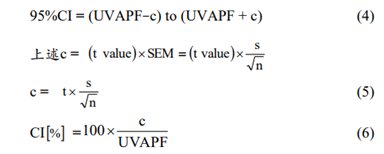 95%CI = (UVAPF-c) to (UVAPF + c) (4)
上述c = (t value)×SEM = (t value)× s/√n
c = t× s/√n (5)
CI[%] =100× c/UVAPF (6)